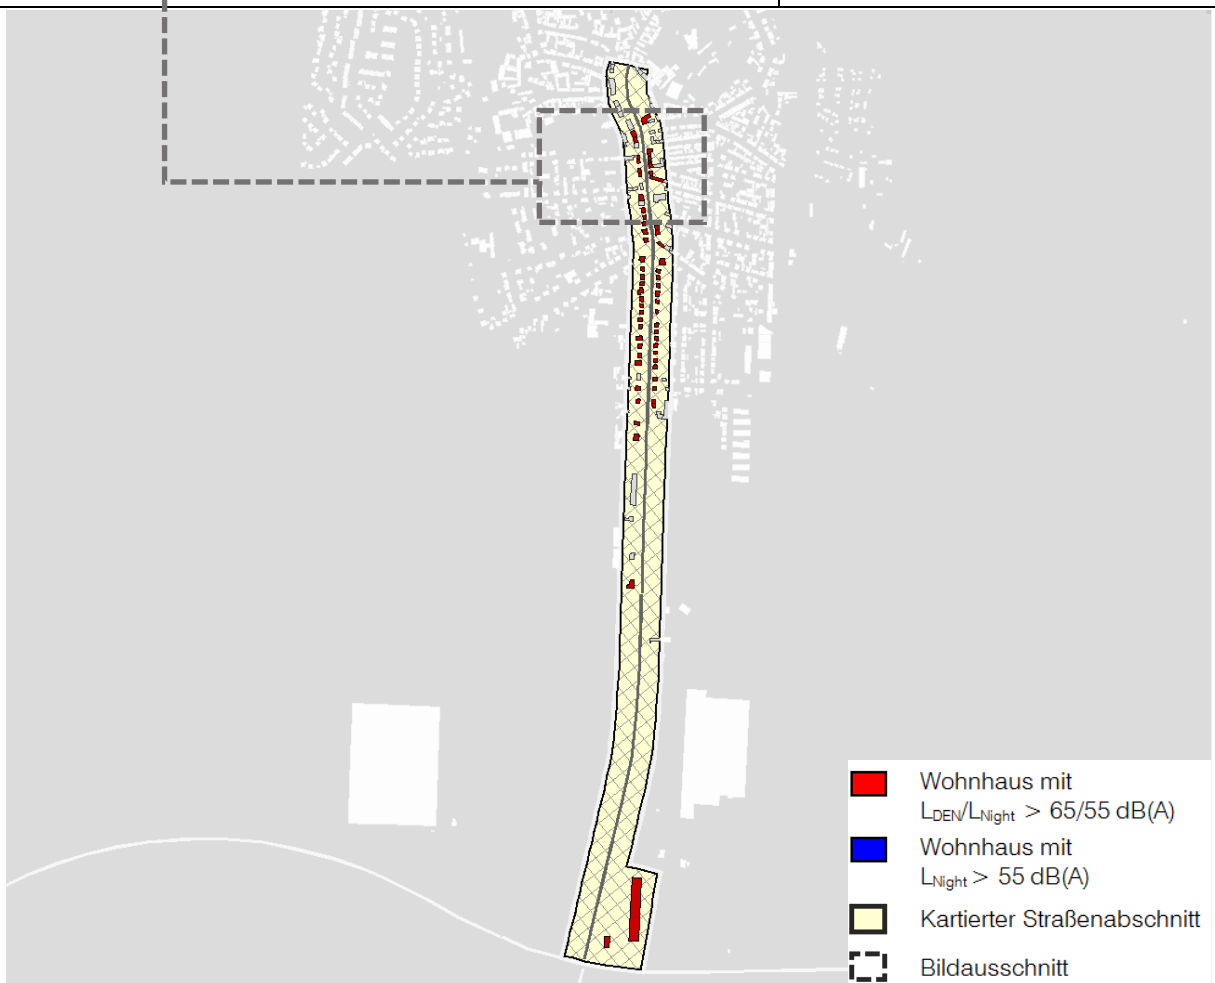 Wohnhaus mit
LDEN/LNight > 65/55 dB(A)
Wohnhaus mit
LNight > 55 dB(A)
Kartierter Straßenabschnitt
Bildausschnitt